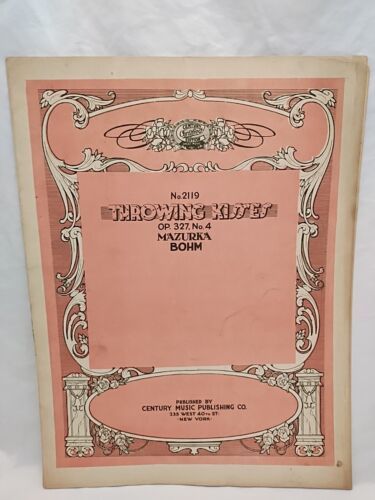 CENTURY
No. 2119
THROWING KISSES
OP. 327, No. 4
MAZURKA
BOHM
PUBLISHED BY
CENTURY MUSIC PUBLISHING CO.
235 WEST 40TH ST.
NEW YORK